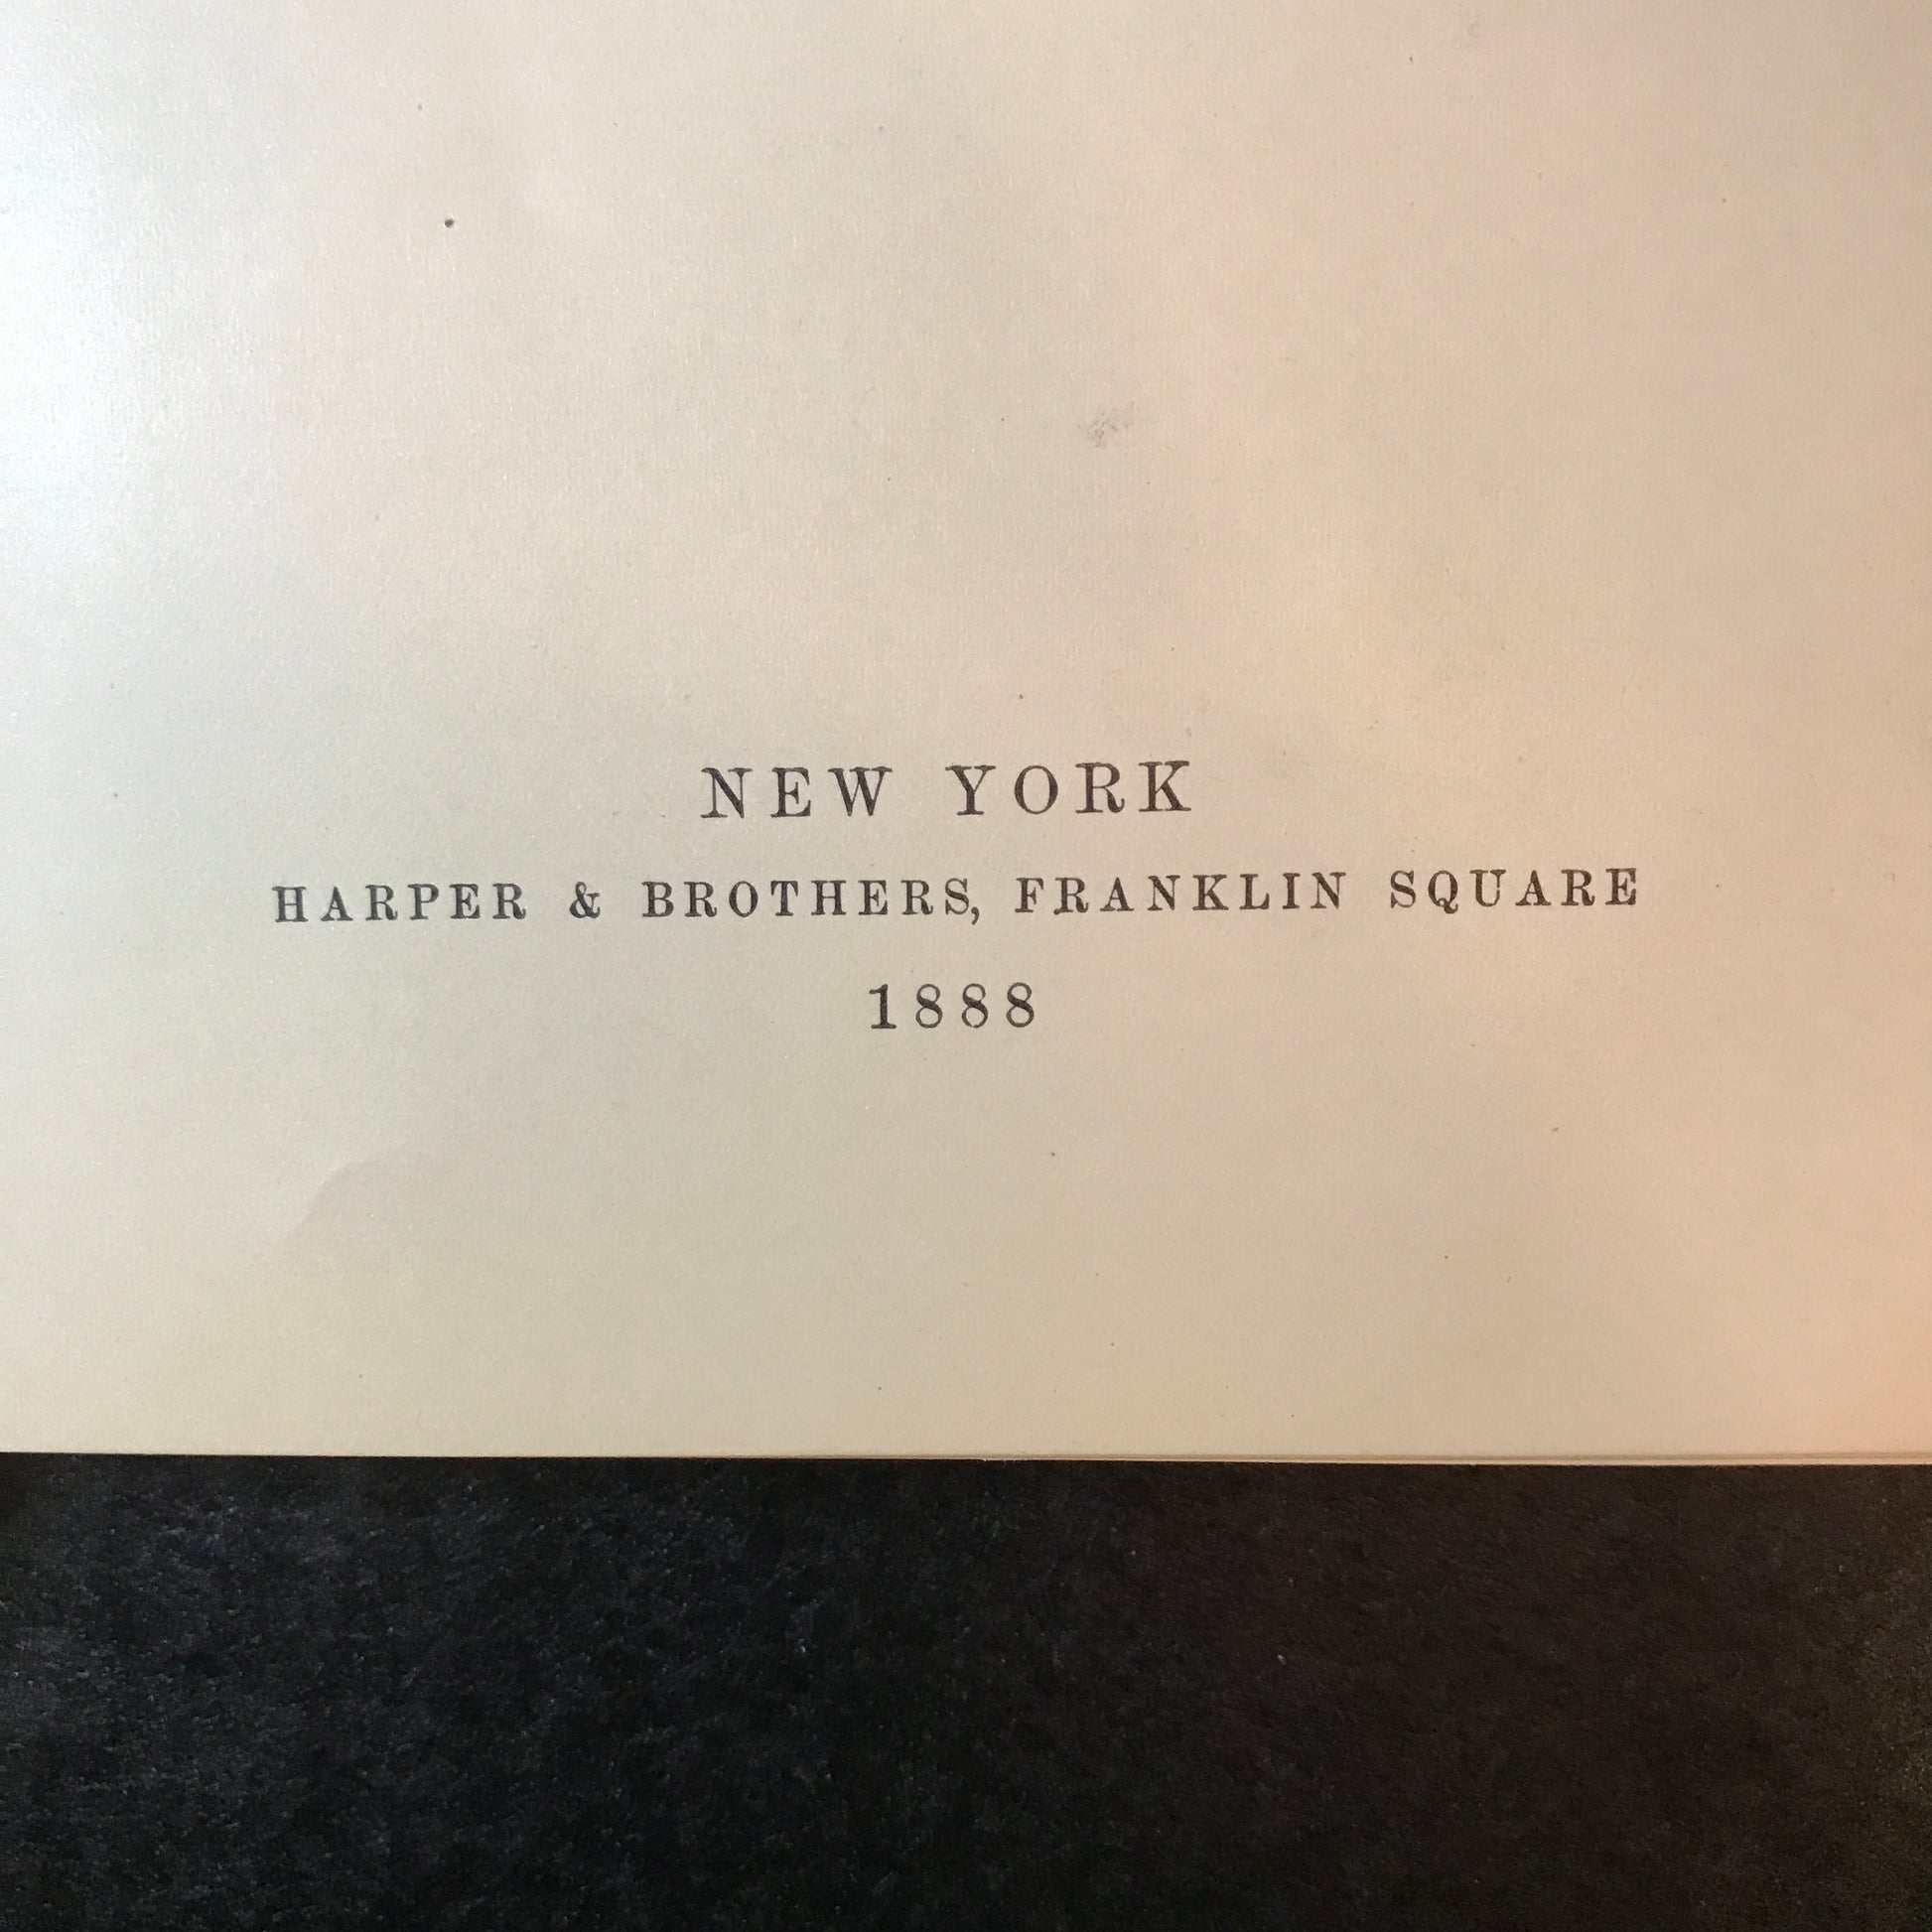 NEW YORK
HARPER & BROTHERS, FRANKLIN SQUARE
1888